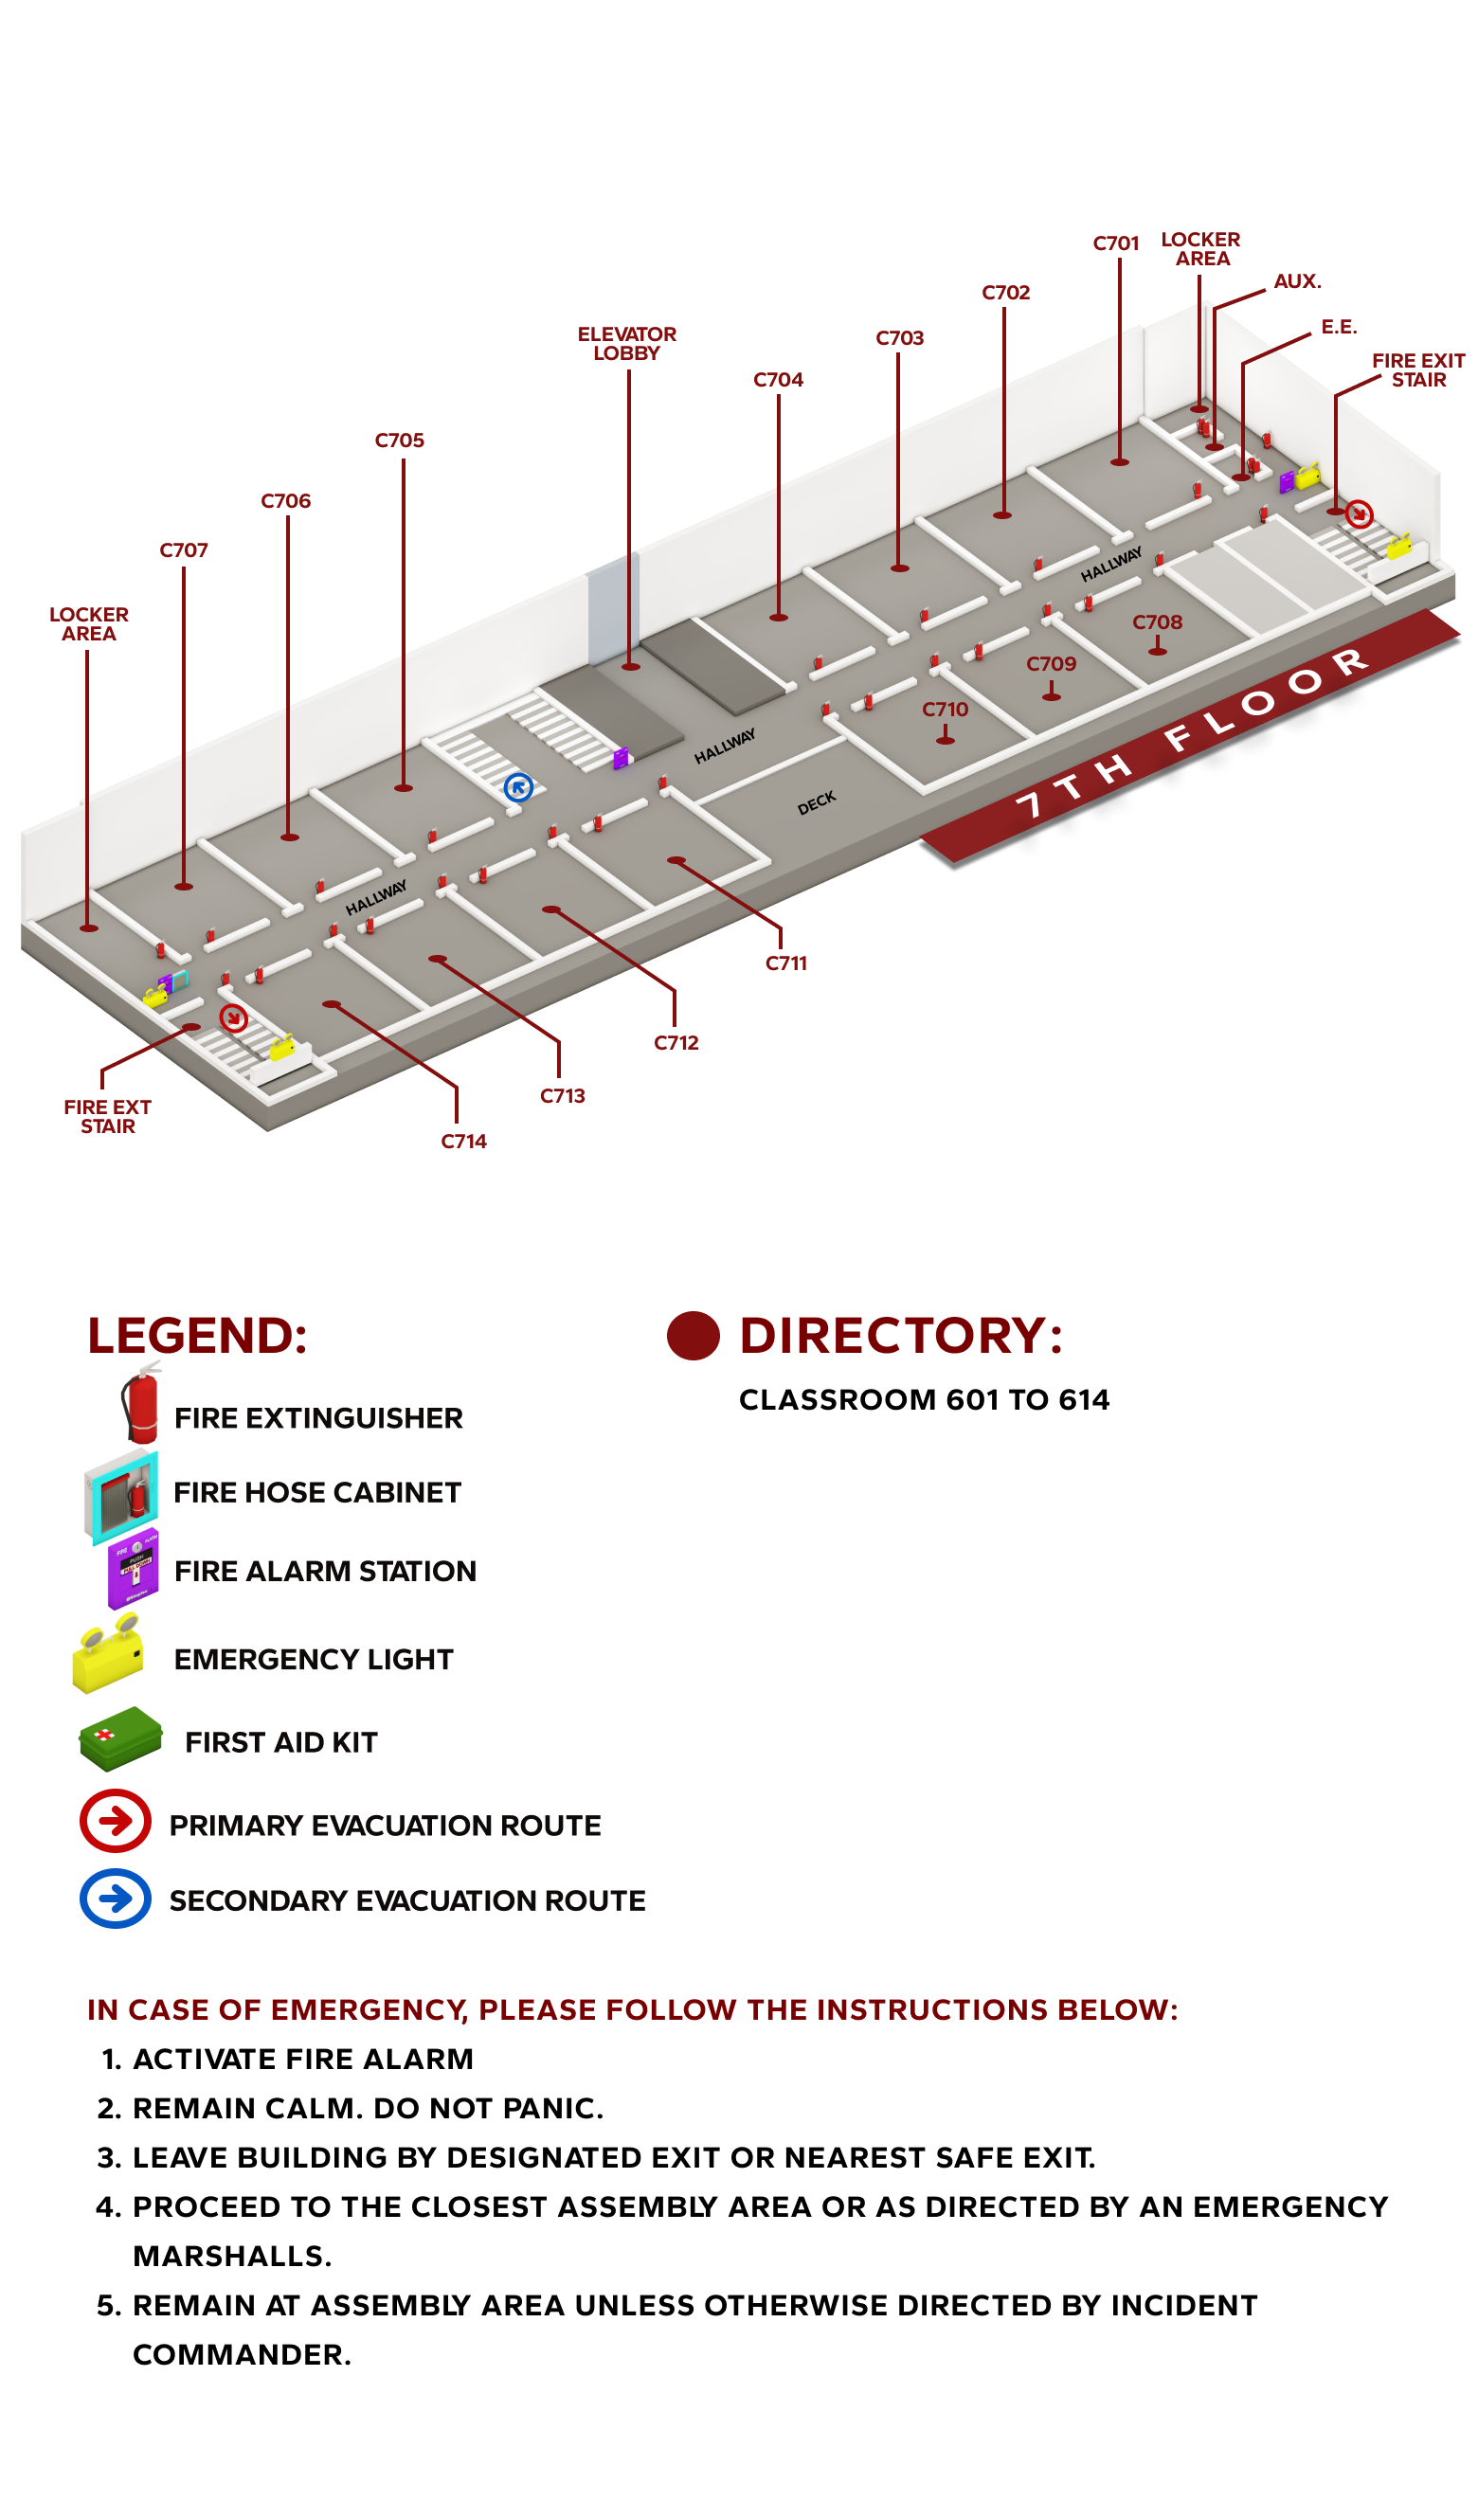 C701
LOCKER
AREA
AUX.
C702
E.E.
C703
ELEVATOR
LOBBY
FIRE EXIT
STAIR
C704
C705
C706
C707
LOCKER
AREA
HALLWAY
C708
C709
C710
7TH FLOOR
HALLWAY
DECK
HALLWAY
C711
C712
C713
FIRE EXT
STAIR
C714
LEGEND:
DIRECTORY:
CLASSROOM 601 TO 614
FIRE EXTINGUISHER
FIRE HOSE CABINET
FIRE ALARM STATION
EMERGENCY LIGHT
FIRST AID KIT
PRIMARY EVACUATION ROUTE
SECONDARY EVACUATION ROUTE
IN CASE OF EMERGENCY, PLEASE FOLLOW THE INSTRUCTIONS BELOW:
1. ACTIVATE FIRE ALARM
2. REMAIN CALM. DO NOT PANIC.
3. LEAVE BUILDING BY DESIGNATED EXIT OR NEAREST SAFE EXIT.
4. PROCEED TO THE CLOSEST ASSEMBLY AREA OR AS DIRECTED BY AN EMERGENCY
MARSHALLS.
5. REMAIN AT ASSEMBLY AREA UNLESS OTHERWISE DIRECTED BY INCIDENT
COMMANDER.